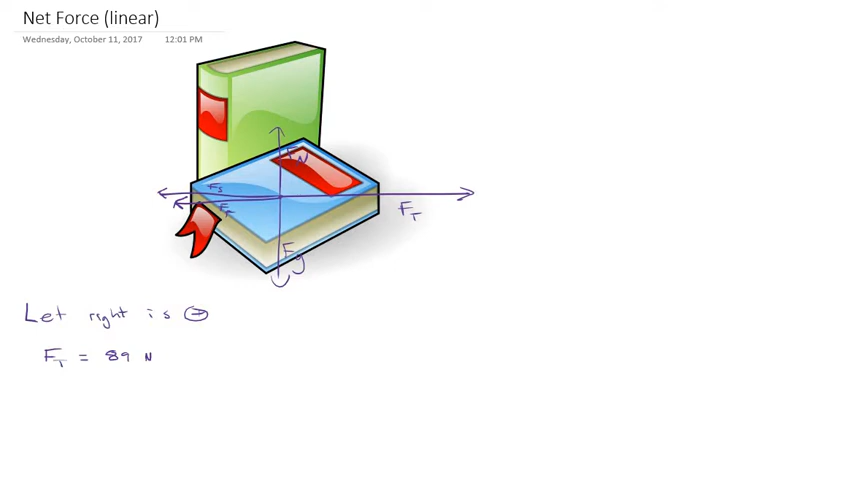 Net Force (linear)
Wednesday, October 11, 2017 12:01 PM
FN
Fs
FT
Fg
Let right is +
FT = 89 N